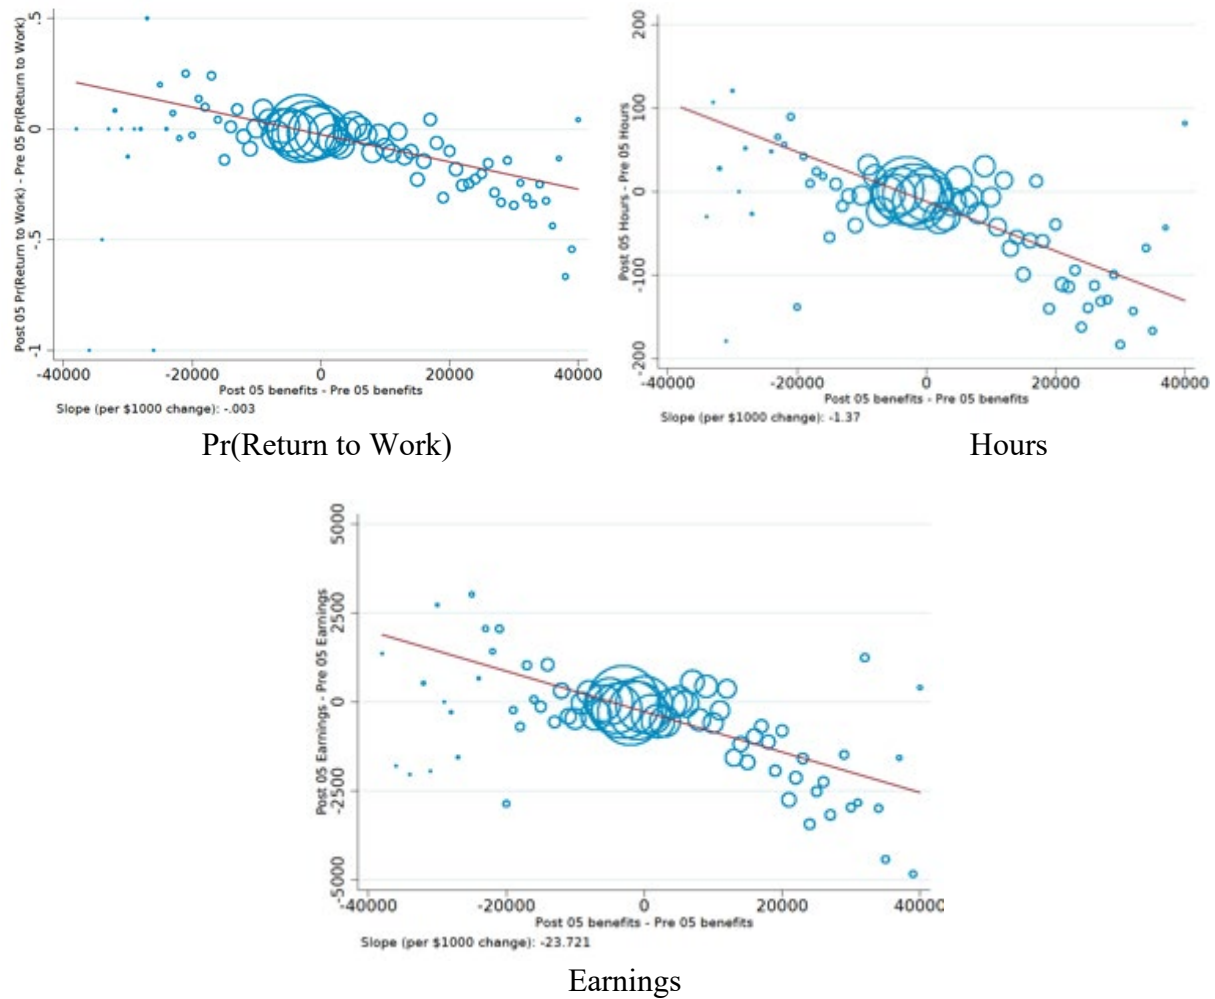 Post 05 Pr(Return to Work) - Pre 05 Pr(Return to Work)
.5
0
-.5
-1
-40000 -20000 0 20000 40000
Post 05 benefits - Pre 05 benefits
Slope (per $1000 change): -.003
Pr(Return to Work)
Post 05 Hours - Pre 05 Hours
200
100
0
-100
-200
-40000 -20000 0 20000 40000
Post 05 benefits - Pre 05 benefits
Slope (per $1000 change): -1.37
Hours
Post 05 Earnings - Pre 05 Earnings
5000
2500
0
-2500
-5000
-40000 -20000 0 20000 40000
Post 05 benefits - Pre 05 benefits
Slope (per $1000 change): -23.721
Earnings